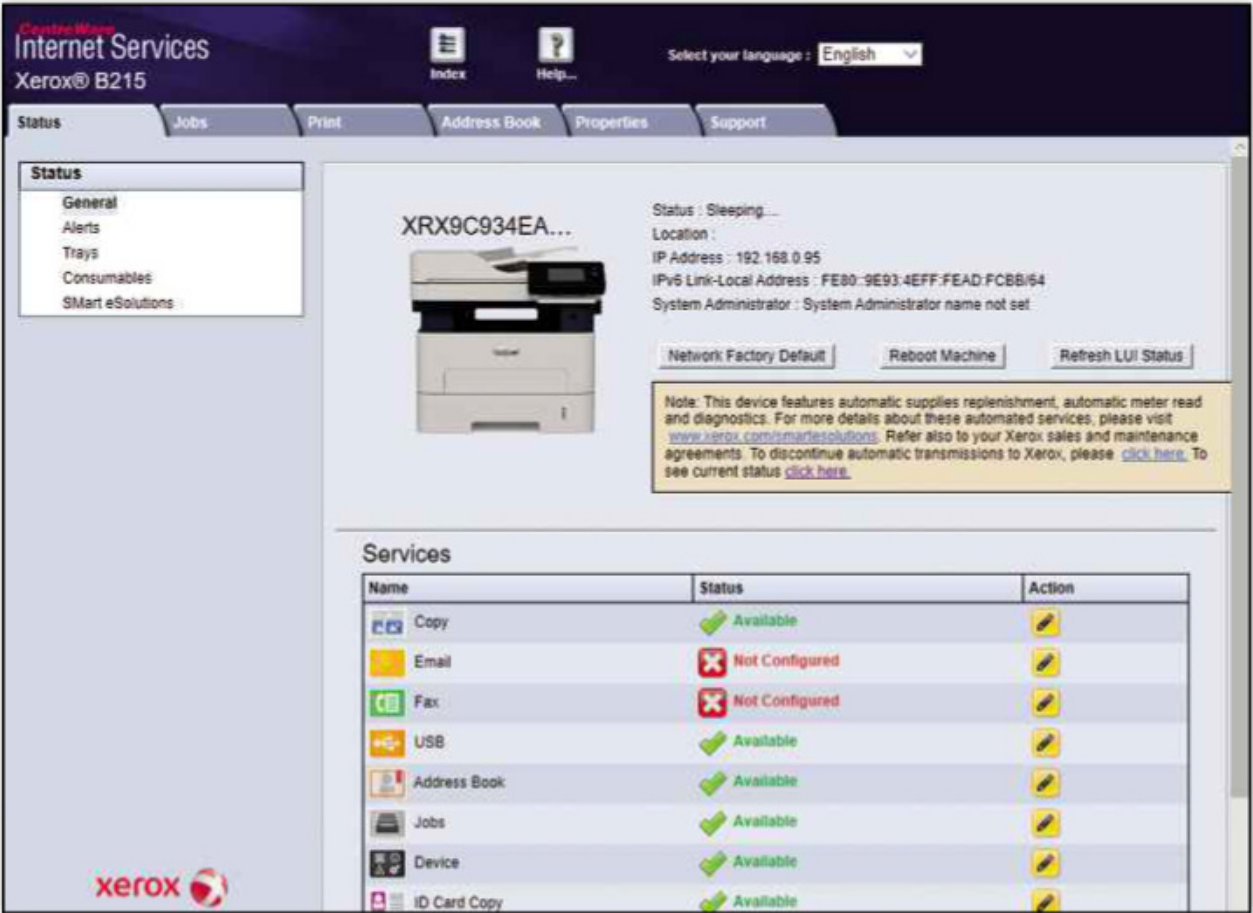 CentreWare
Internet Services
Xerox® B215
Index
Help...
Select your language : English
Status
Jobs
Print
Address Book
Properties
Support
Status
General
Alerts
Trays
Consumables
SMart eSolutions
xerox
XRX9C934EA...
Status : Sleeping....
Location :
IP Address : 192.168.0.95
IPv6 Link-Local Address : FE80::9E93:4EFF:FEAD:FCBB/64
System Administrator : System Administrator name not set
Network Factory Default
Reboot Machine
Refresh LUI Status
Note: This device features automatic supplies replenishment, automatic meter read
and diagnostics. For more details about these automated services, please visit
www.xerox.com/smartesolutions. Refer also to your Xerox sales and maintenance
agreements. To discontinue automatic transmissions to Xerox, please click here. To
see current status click here.
Services
Name Status Action
Copy Available
Email Not Configured
Fax Not Configured
USB Available
Address Book Available
Jobs Available
Device Available
ID Card Copy Available